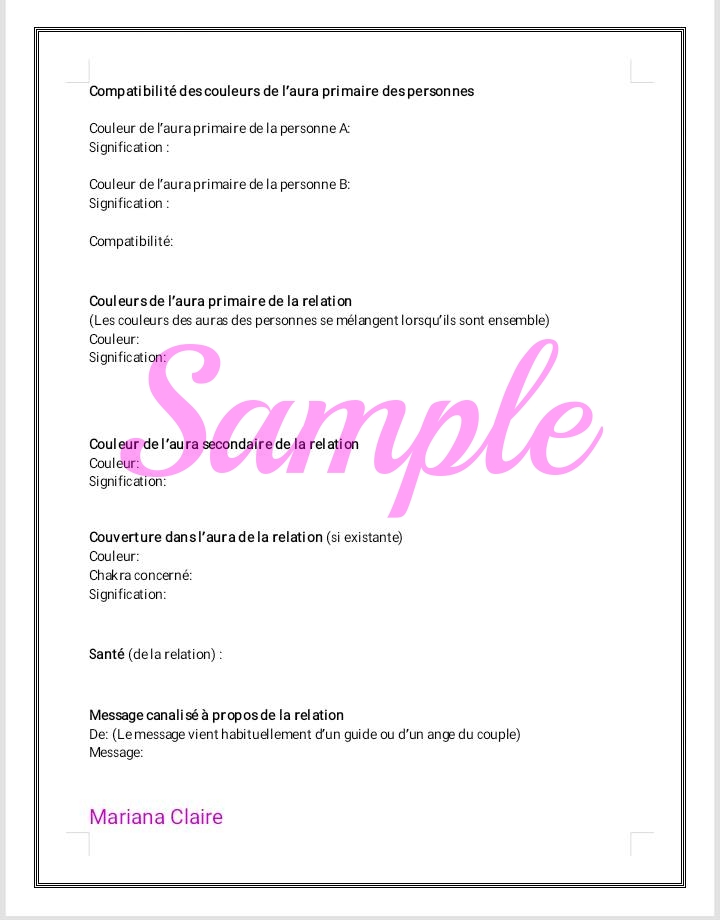 Compatibilité des couleurs de l'aura primaire des personnes
Couleur de l'aura primaire de la personne A:
Signification :
Couleur de l'aura primaire de la personne B:
Signification :
Compatibilité:
Couleurs de l'aura primaire de la relation
(Les couleurs des auras des personnes se mélangent lorsqu'ils sont ensemble)
Couleur:
Signification:
Sample
Couleur de l'aura secondaire de la relation
Couleur:
Signification:
Couverture dans l'aura de la relation (si existante)
Couleur:
Chakra concerné:
Signification:
Santé (de la relation) :
Message canalisé à propos de la relation
De: (Le message vient habituellement d'un guide ou d'un ange du couple)
Message:
Mariana Claire